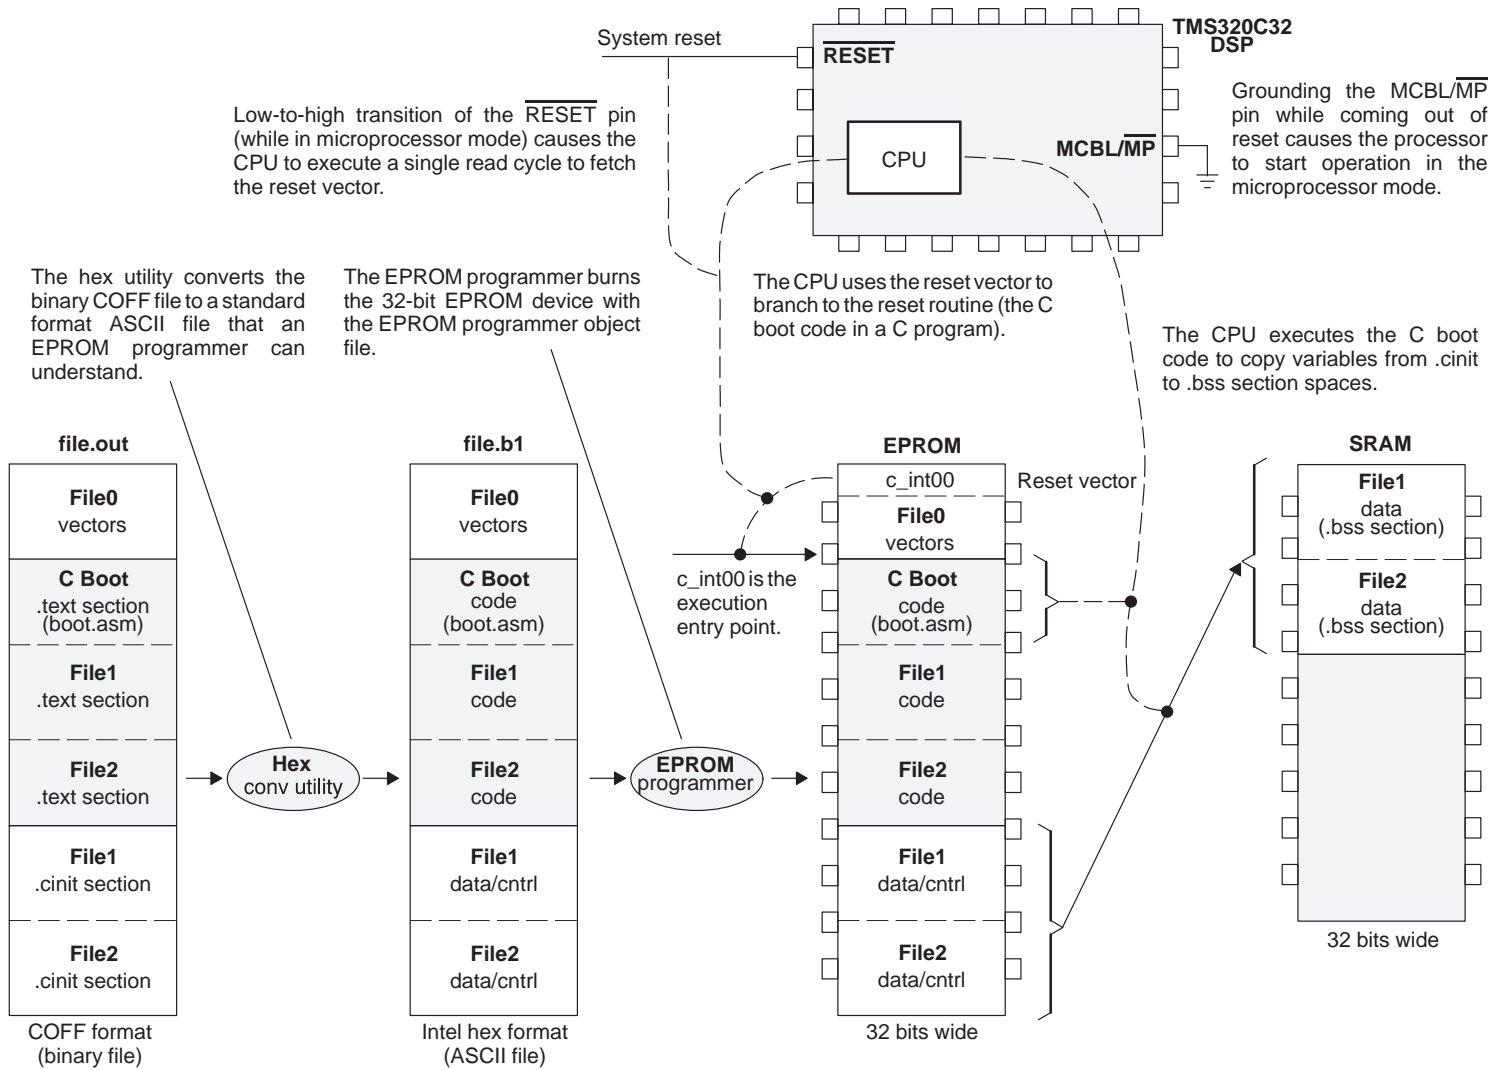 System reset
RESET
TMS320C32
DSP
CPU
MCBL/MP
Grounding the MCBL/MP
pin while coming out of
reset causes the processor
to start operation in the
microprocessor mode.
Low-to-high transition of the RESET pin
(while in microprocessor mode) causes the
CPU to execute a single read cycle to fetch
the reset vector.
The hex utility converts the
binary COFF file to a standard
format ASCII file that an
EPROM programmer can
understand.
The EPROM programmer burns
the 32-bit EPROM device with
the EPROM programmer object
file.
The CPU uses the reset vector to
branch to the reset routine (the C
boot code in a C program).
The CPU executes the C boot
code to copy variables from .cinit
to .bss section spaces.
file.out
File0
vectors
C Boot
.text section
(boot.asm)
File1
.text section
File2
.text section
File1
.cinit section
File2
.cinit section
COFF format
(binary file)
Hex
conv utility
file.b1
File0
vectors
C Boot
code
(boot.asm)
File1
code
File2
code
File1
data/cntrl
File2
data/cntrl
Intel hex format
(ASCII file)
EPROM
programmer
c_int00 is the
execution
entry point.
EPROM
c_int00
Reset vector
File0
vectors
C Boot
code
(boot.asm)
File1
code
File2
code
File1
data/cntrl
File2
data/cntrl
32 bits wide
SRAM
File1
data
(.bss section)
File2
data
(.bss section)
32 bits wide